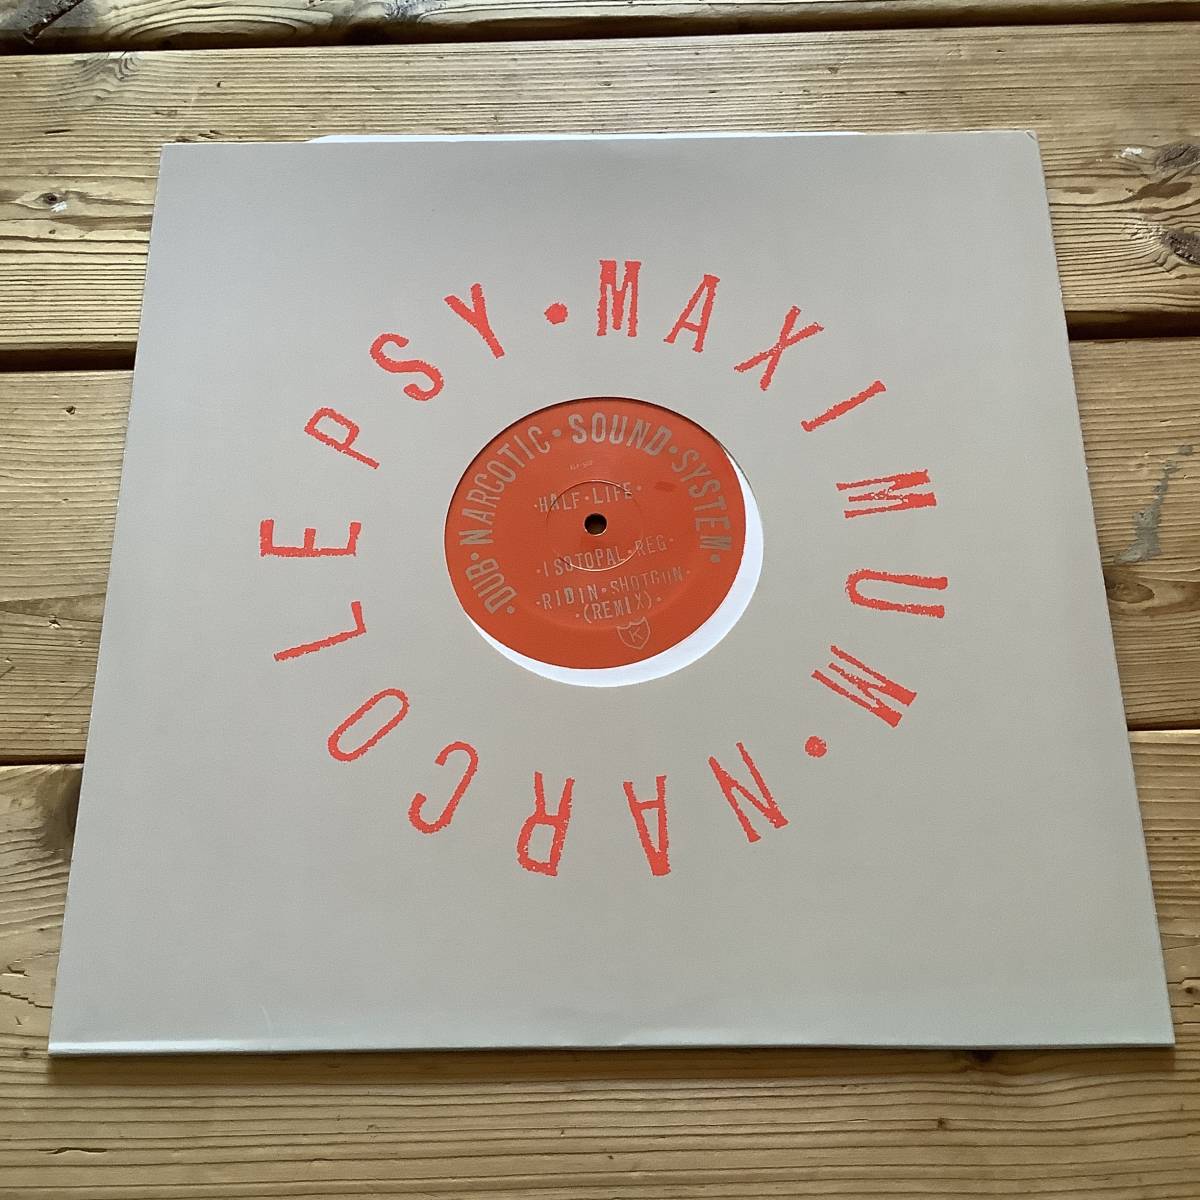 MAXIMUM · NARCOLEPSY ·
DUB · NARCOTIC · SOUND · SYSTEM ·
· HALF · LIFE ·
· ISOTOPAL · REG ·
· RIDIN · SHOTGUN ·
· (REMIX) ·
K